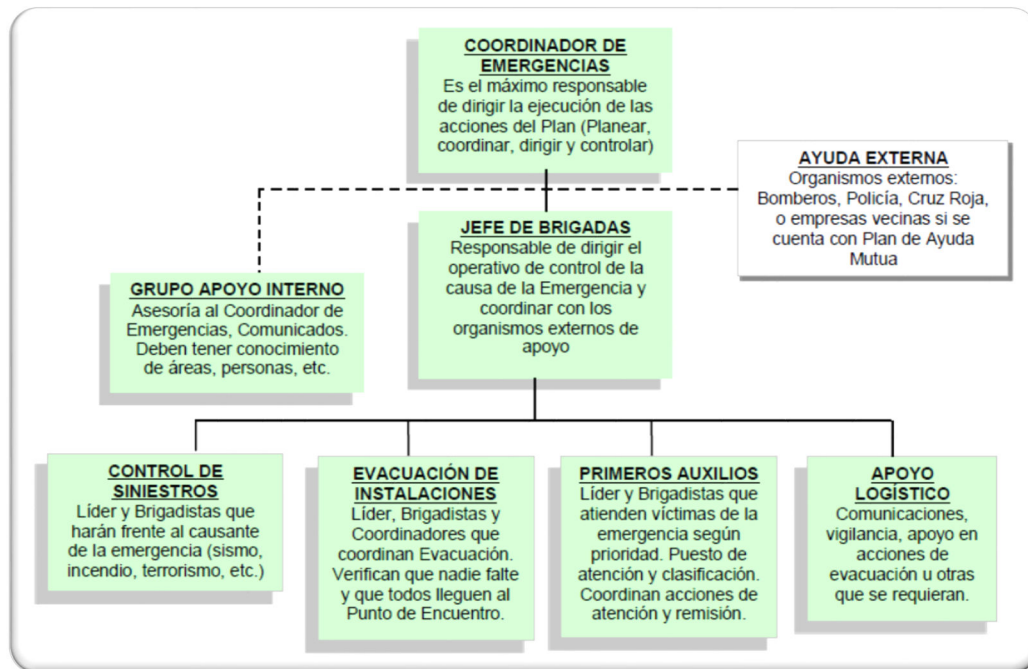 COORDINADOR DE
EMERGENCIAS
Es el máximo responsable
de dirigir la ejecución de las
acciones del Plan (Planear,
coordinar, dirigir y controlar)
AYUDA EXTERNA
Organismos externos:
Bomberos, Policía, Cruz Roja,
o empresas vecinas si se
cuenta con Plan de Ayuda
Mutua
JEFE DE BRIGADAS
Responsable de dirigir el
operativo de control de la
causa de la Emergencia y
coordinar con los
organismos externos de
apoyo
GRUPO APOYO INTERNO
Asesoría al Coordinador de
Emergencias, Comunicados.
Deben tener conocimiento
de áreas, personas, etc.
CONTROL DE
SINIESTROS
Líder y Brigadistas que
harán frente al causante
de la emergencia (sismo,
incendio, terrorismo, etc.)
EVACUACIÓN DE
INSTALACIONES
Líder, Brigadistas y
Coordinadores que
coordinan Evacuación.
Verifican que nadie falte
y que todos lleguen al
Punto de Encuentro.
PRIMEROS AUXILIOS
Líder y Brigadistas que
atienden víctimas de la
emergencia según
prioridad. Puesto de
atención y clasificación.
Coordinan acciones de
atención y remisión.
APOYO
LOGÍSTICO
Comunicaciones,
vigilancia, apoyo en
acciones de
evacuación u otras
que se requieran.